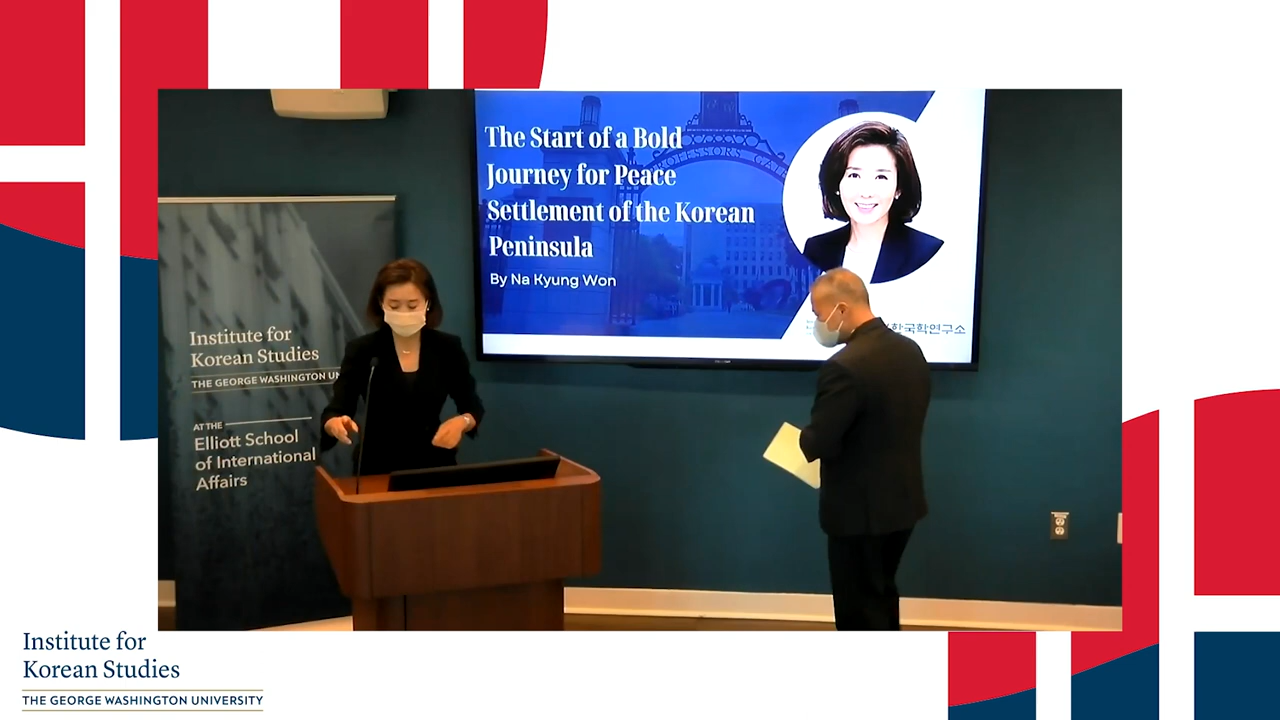 The Start of a Bold
Journey for Peace
Settlement of the Korean
Peninsula
By Na Kyung Won
한국학연구소
PROFESSORS GATE
Institute for
Korean Studies
THE GEORGE WASHINGTON UN
AT THE
Elliott School
of International
Affairs
Institute for
Korean Studies
THE GEORGE WASHINGTON UNIVERSITY